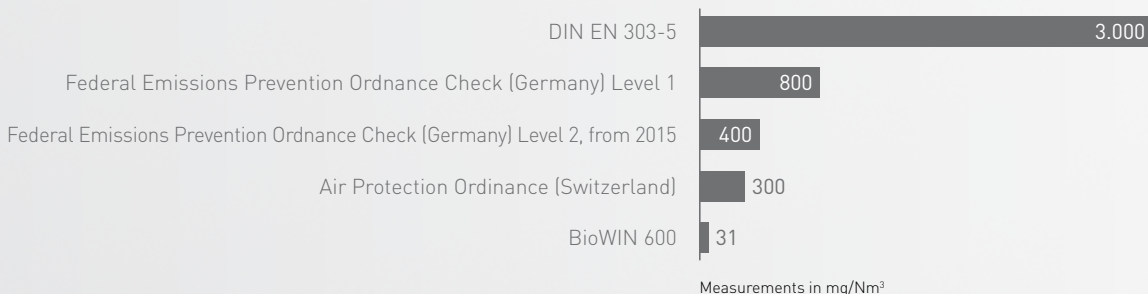 DIN EN 303-5 3.000
Federal Emissions Prevention Ordnance Check (Germany) Level 1 800
Federal Emissions Prevention Ordnance Check (Germany) Level 2, from 2015 400
Air Protection Ordinance (Switzerland) 300
BioWIN 600 31
Measurements in mg/Nm³